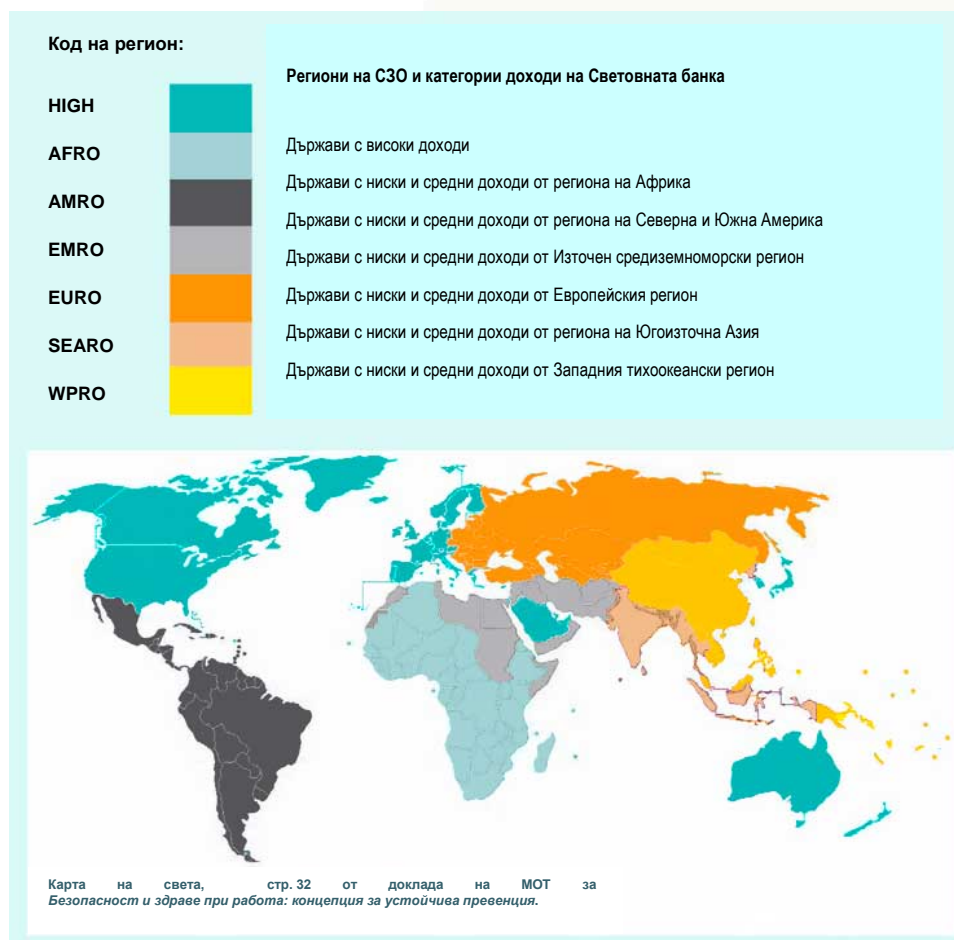 Код на регион:
Региони на СЗО и категории доходи на Световната банка
HIGH
AFRO
AMRO
EMRO
EURO
SEARO
WPRO
Държави с високи доходи
Държави с ниски и средни доходи от региона на Африка
Държави с ниски и средни доходи от региона на Северна и Южна Америка
Държави с ниски и средни доходи от Източен средиземноморски регион
Държави с ниски и средни доходи от Европейския регион
Държави с ниски и средни доходи от региона на Югоизточна Азия
Държави с ниски и средни доходи от Западния тихоокеански регион
Карта на света, стр. 32 от доклада на МОТ за
Безопасност и здраве при работа: концепция за устойчива превенция.